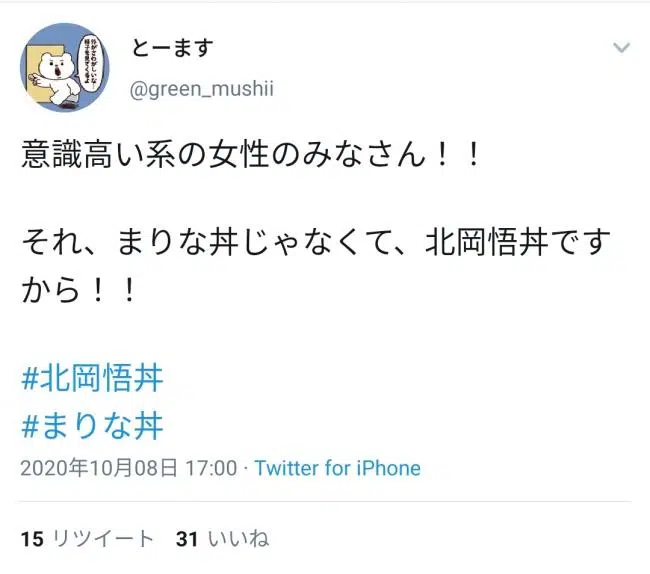 とーます
@green_mushii
意識高い系の女性のみなさん！！
それ、まりな丼じゃなくて、北岡悟丼です
から！！
#北岡悟丼
#まりな丼
2020年10月08日 17:00 · Twitter for iPhone
15 リツイート 31 いいね